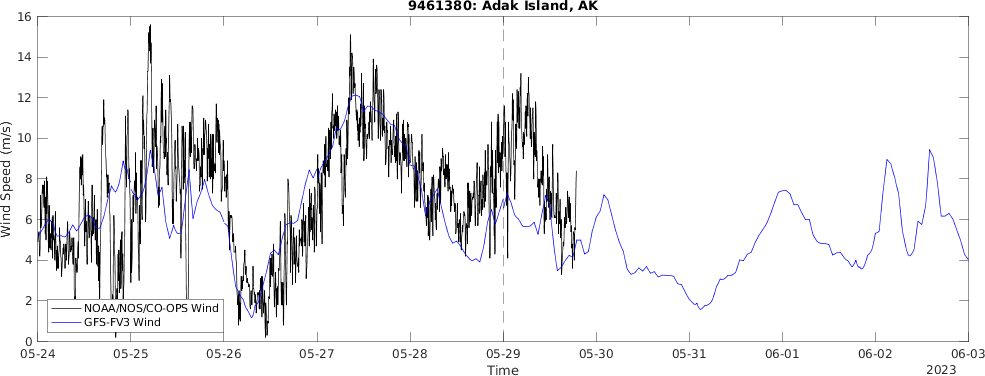 9461380: Adak Island, AK
Wind Speed (m/s)
16
14
12
10
8
6
4
2
0
NOAA/NOS/CO-OPS Wind
GFS-FV3 Wind
05-24 05-25 05-26 05-27 05-28 05-29 05-30 05-31 06-01 06-02 06-03
Time
2023